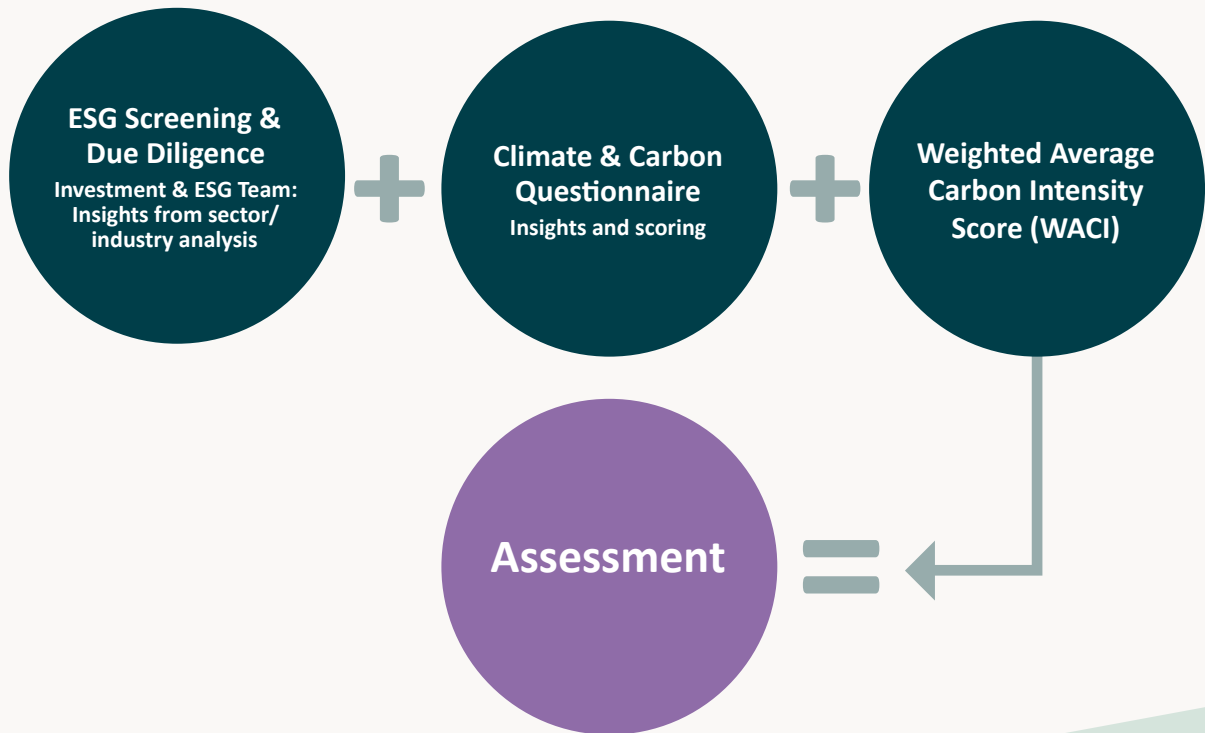 ESG Screening &
Due Diligence
Investment & ESG Team:
Insights from sector/
industry analysis
Climate & Carbon
Questionnaire
Insights and scoring
Weighted Average
Carbon Intensity
Score (WACI)
Assessment